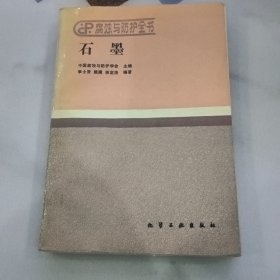 腐蚀与防护全书
石墨
中国腐蚀与防护学会 主编
编著
化学工业出版社